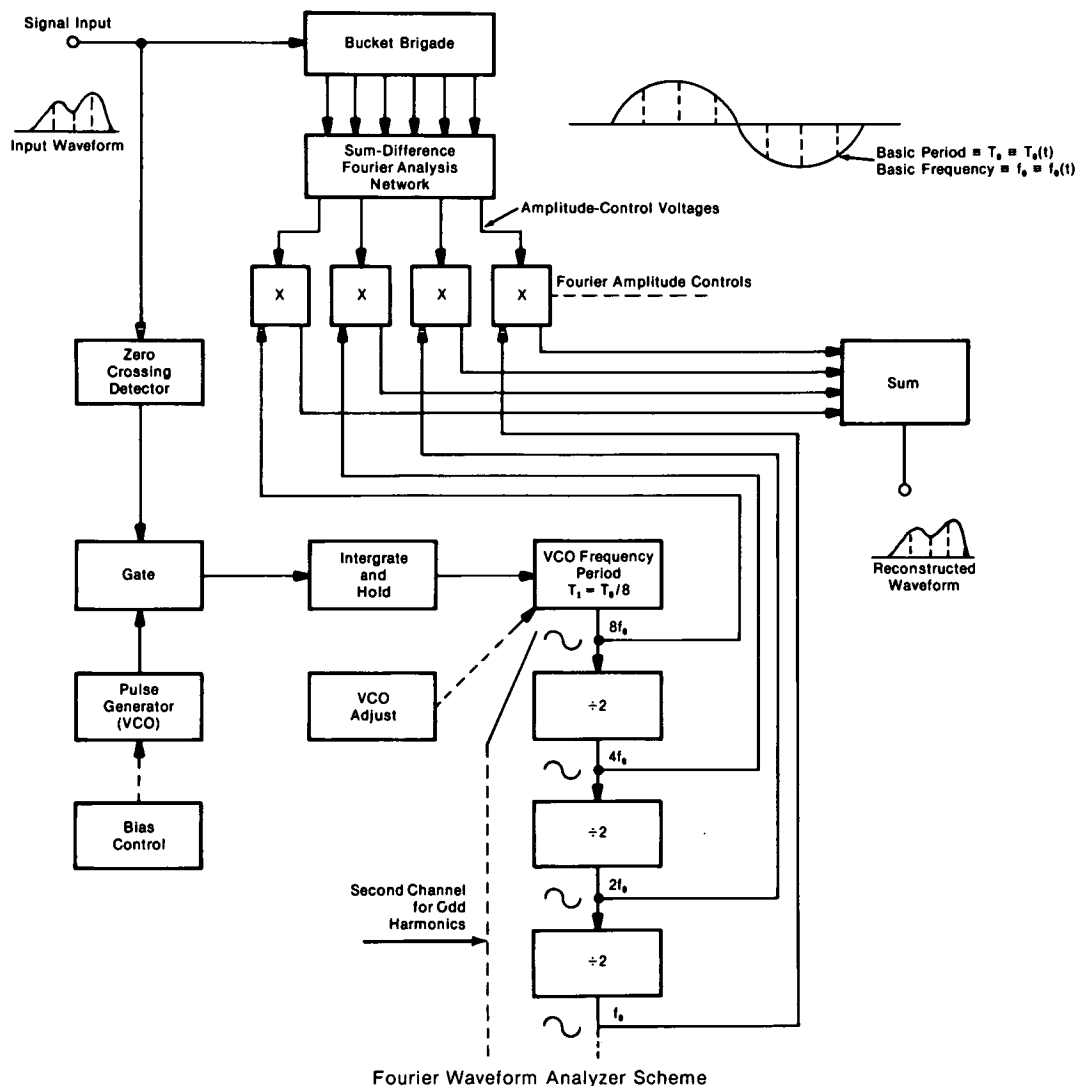 Signal Input
Bucket Brigade
Input Waveform
Sum-Difference
Fourier Analysis
Network
Basic Period ≡ T₀ ≡ T₀(t)
Basic Frequency ≡ f₀ ≡ f₀(t)
Amplitude-Control Voltages
X
X
X
X
Fourier Amplitude Controls
Zero
Crossing
Detector
Sum
Gate
Intergrate
and
Hold
VCO Frequency
Period
T₁ = T₀/8
Reconstructed
Waveform
8f₀
Pulse
Generator
(VCO)
VCO
Adjust
÷2
4f₀
Bias
Control
÷2
Second Channel
for Odd
Harmonics
2f₀
÷2
f₀
Fourier Waveform Analyzer Scheme